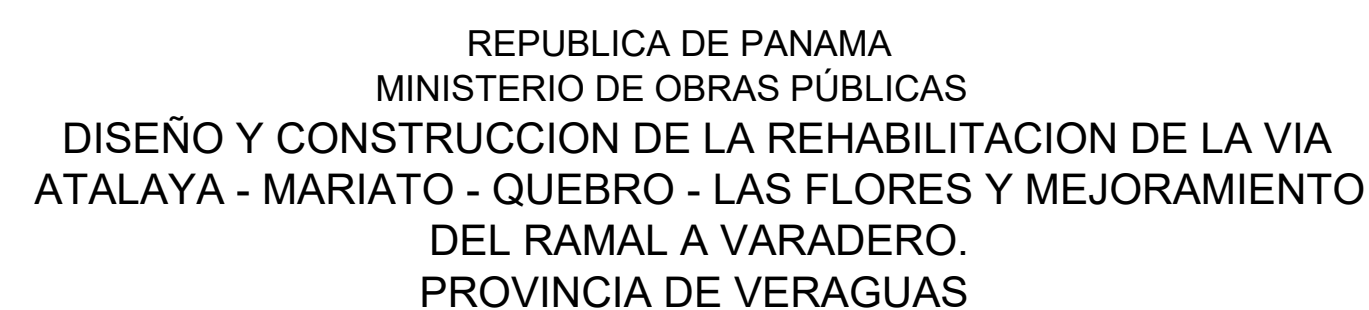 REPUBLICA DE PANAMA
MINISTERIO DE OBRAS PÚBLICAS
DISEÑO Y CONSTRUCCION DE LA REHABILITACION DE LA VIA
ATALAYA - MARIATO - QUEBRO - LAS FLORES Y MEJORAMIENTO
DEL RAMAL A VARADERO.
PROVINCIA DE VERAGUAS